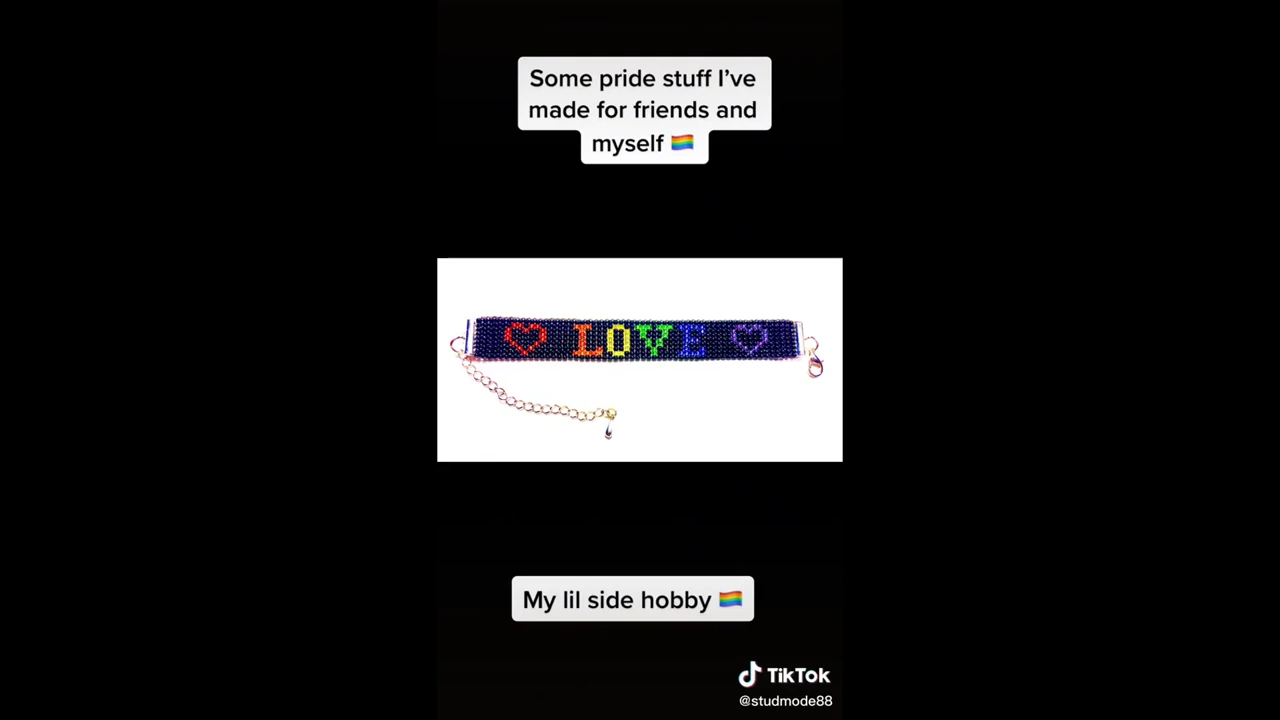 Some pride stuff I’ve
made for friends and
myself 🏳️‍🌈
LOVE
My lil side hobby 🏳️‍🌈
TikTok
@studmode88